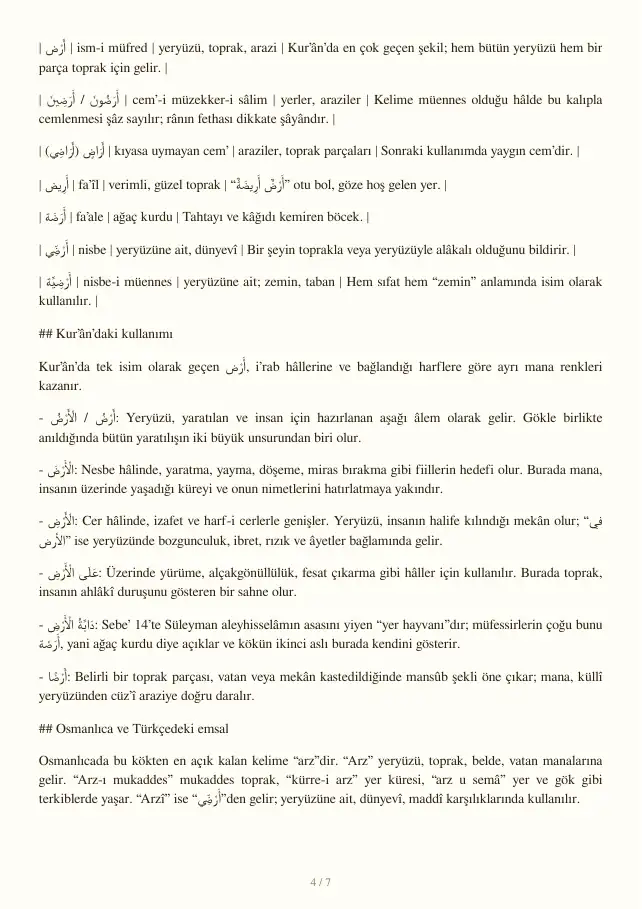 | أَرْض | ism-i müfred | yeryüzü, toprak, arazi | Kur’ân’da en çok geçen şekil; hem bütün yeryüzü hem bir
parça toprak için gelir. |
| أَرَضُونَ / أَرَضِينَ | cem’-i müzekker-i sâlim | yerler, araziler | Kelime müennes olduğu hâlde bu kalıpla
cemlenmesi şâz sayılır; rânın fethası dikkate şâyândır. |
| أَرَاضٍ (أَرَاضِي) | kıyasa uymayan cem’ | araziler, toprak parçaları | Sonraki kullanımda yaygın cem’dir. |
| أَرِيض | fa’îl | verimli, güzel toprak | “أَرْضٌ أَرِيضَةٌ” otu bol, göze hoş gelen yer. |
| أَرَضَة | fa’ale | ağaç kurdu | Tahtayı ve kâğıdı kemiren böcek. |
| أَرْضِيّ | nisbe | yeryüzüne ait, dünyevî | Bir şeyin toprakla veya yeryüzüyle alâkalı olduğunu bildirir. |
| أَرْضِيَّة | nisbe-i müennes | yeryüzüne ait; zemin, taban | Hem sıfat hem “zemin” anlamında isim olarak
kullanılır. |
## Kur’ân’daki kullanımı
Kur’ân’da tek isim olarak geçen أَرْض, i’rab hâllerine ve bağlandığı harflere göre ayrı mana renkleri
kazanır.
- أَرْضُ / الْأَرْضُ: Yeryüzü, yaratılan ve insan için hazırlanan aşağı âlem olarak gelir. Gökle birlikte
anıldığında bütün yaratılışın iki büyük unsurundan biri olur.
- الْأَرْضَ: Nesbe hâlinde, yaratma, yayma, döşeme, miras bırakma gibi fiillerin hedefi olur. Burada mana,
insanın üzerinde yaşadığı küreyi ve onun nimetlerini hatırlatmaya yakındır.
- الْأَرْضِ: Cer hâlinde, izafet ve harf-i cerlerle genişler. Yeryüzü, insanın halife kılındığı mekân olur; “في
الأرض” ise yeryüzünde bozgunculuk, ibret, rızık ve âyetler bağlamında gelir.
- عَلَى الْأَرْضِ: Üzerinde yürüme, alçakgönüllülük, fesat çıkarma gibi hâller için kullanılır. Burada toprak,
insanın ahlâkî duruşunu gösteren bir sahne olur.
- دَابَّةُ الْأَرْضِ: Sebe’ 14’te Süleyman aleyhisselâmın asasını yiyen “yer hayvanı”dır; müfessirlerin çoğu bunu
أَرَضَة, yani ağaç kurdu diye açıklar ve kökün ikinci aslı burada kendini gösterir.
- أَرْضًا: Belirli bir toprak parçası, vatan veya mekân kastedildiğinde mansûb şekli öne çıkar; mana, küllî
yeryüzünden cüz’î araziye doğru daralır.
## Osmanlıca ve Türkçedeki emsal
Osmanlıcada bu kökten en açık kalan kelime “arz”dir. “Arz” yeryüzü, toprak, belde, vatan manalarına
gelir. “Arz-ı mukaddes” mukaddes toprak, “kürre-i arz” yer küresi, “arz u semâ” yer ve gök gibi
terkiblerde yaşar. “Arzî” ise “أَرْضِيّ”den gelir; yeryüzüne ait, dünyevî, maddî karşılıklarında kullanılır.
4 / 7